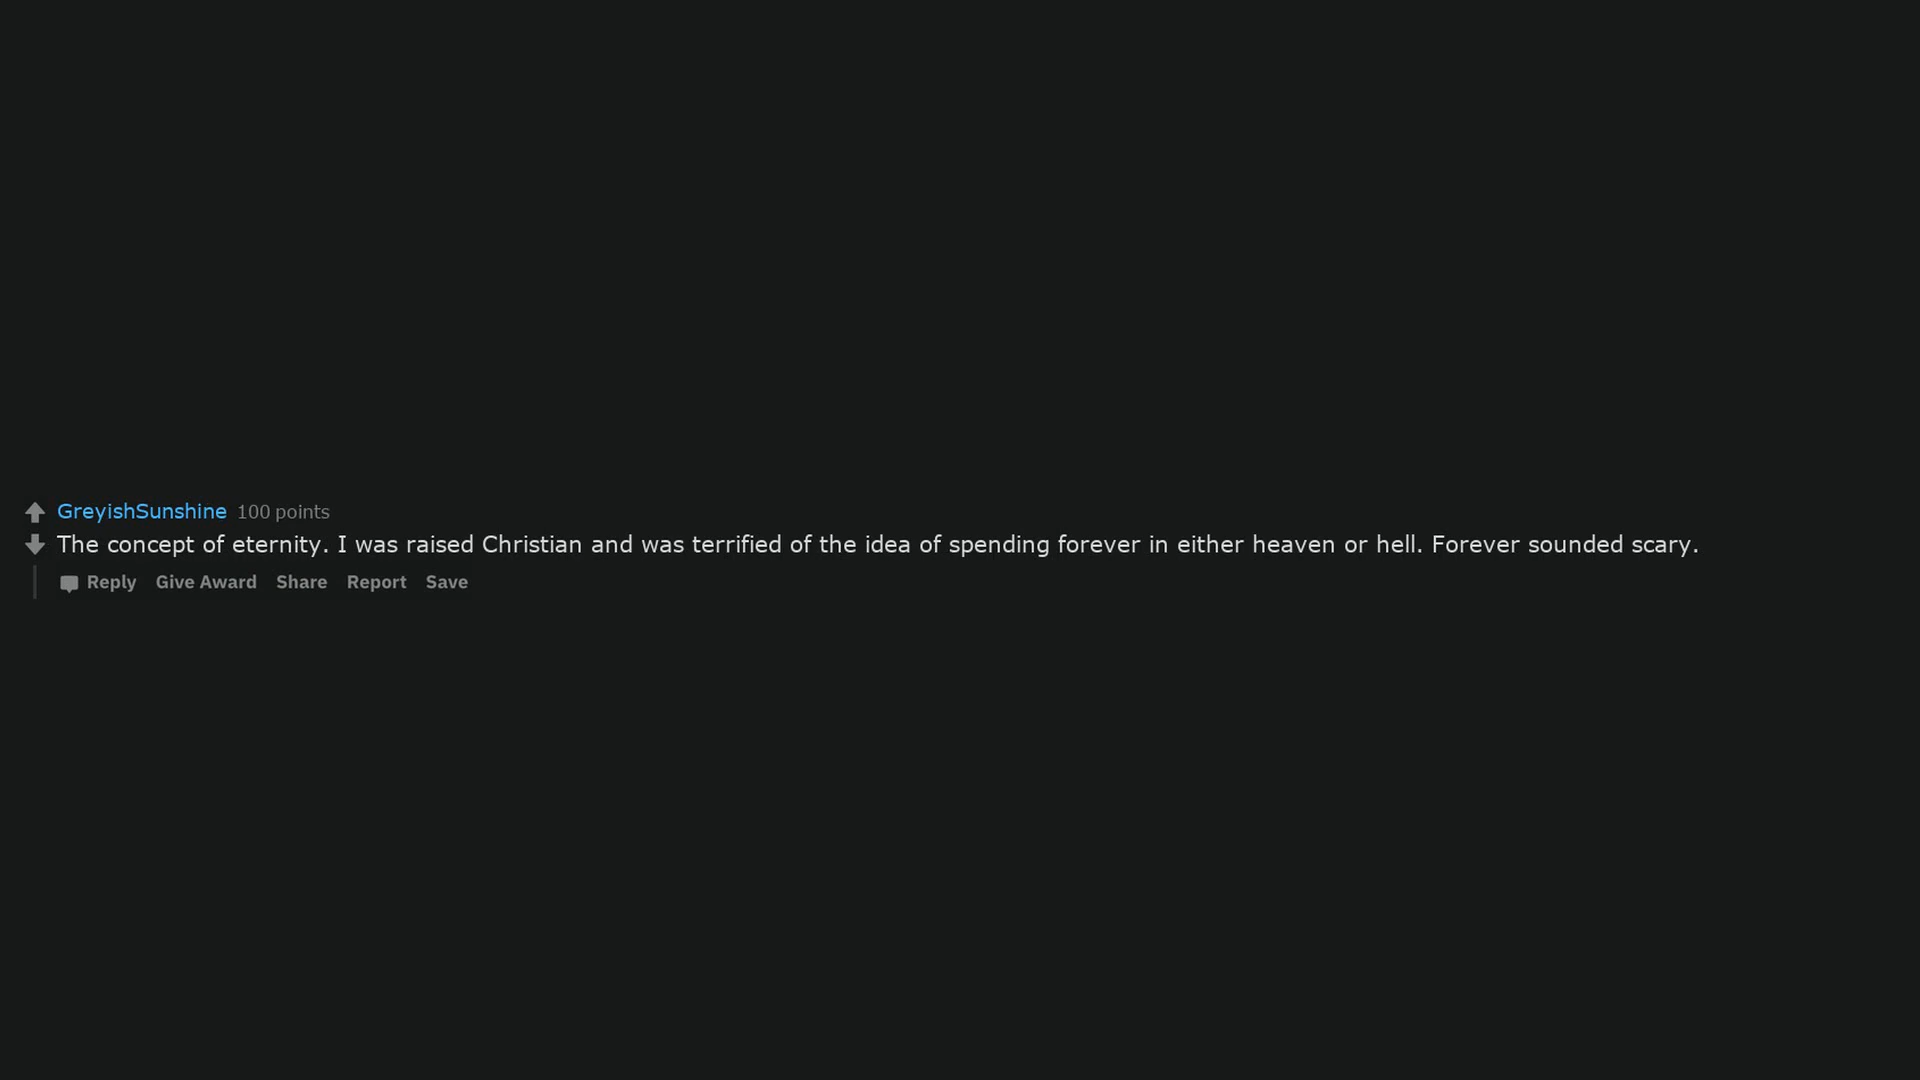 GreyishSunshine 100 points
The concept of eternity. I was raised Christian and was terrified of the idea of spending forever in either heaven or hell. Forever sounded scary.
Reply Give Award Share Report Save